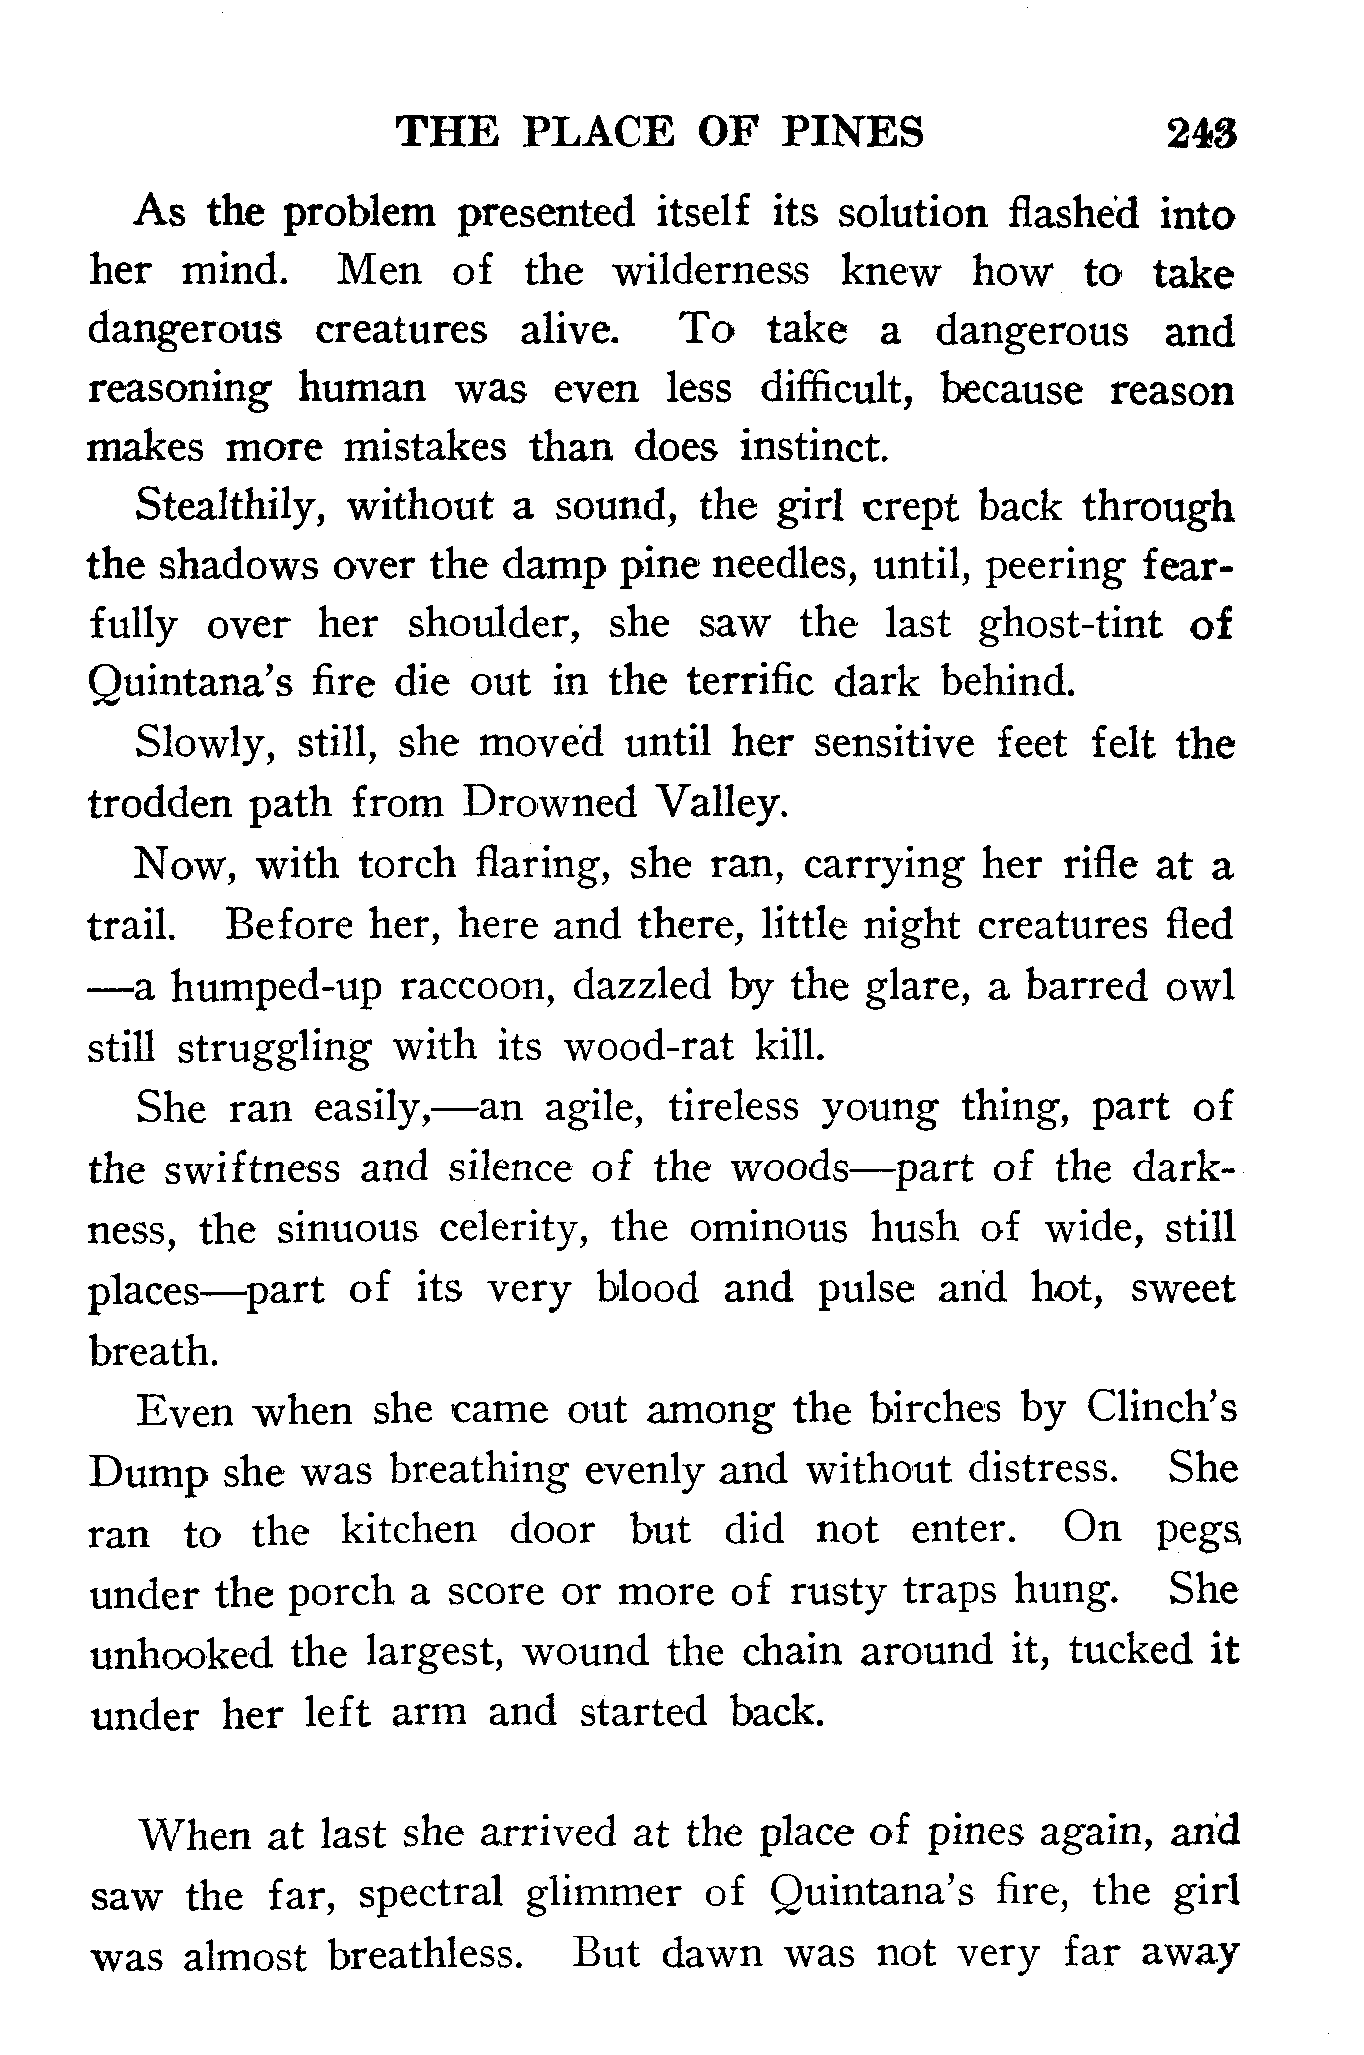 THE PLACE OF PINES 243
As the problem presented itself its solution flashed into
her mind. Men of the wilderness knew how to take
dangerous creatures alive. To take a dangerous and
reasoning human was even less difficult, because reason
makes more mistakes than does instinct.
Stealthily, without a sound, the girl crept back through
the shadows over the damp pine needles, until, peering fear-
fully over her shoulder, she saw the last ghost-tint of
Quintana's fire die out in the terrific dark behind.
Slowly, still, she moved until her sensitive feet felt the
trodden path from Drowned Valley.
Now, with torch flaring, she ran, carrying her rifle at a
trail. Before her, here and there, little night creatures fled
—a humped-up raccoon, dazzled by the glare, a barred owl
still struggling with its wood-rat kill.
She ran easily,—an agile, tireless young thing, part of
the swiftness and silence of the woods—part of the dark-
ness, the sinuous celerity, the ominous hush of wide, still
places—part of its very blood and pulse and hot, sweet
breath.
Even when she came out among the birches by Clinch's
Dump she was breathing evenly and without distress. She
ran to the kitchen door but did not enter. On pegs
under the porch a score or more of rusty traps hung. She
unhooked the largest, wound the chain around it, tucked it
under her left arm and started back.
When at last she arrived at the place of pines again, and
saw the far, spectral glimmer of Quintana's fire, the girl
was almost breathless. But dawn was not very far away